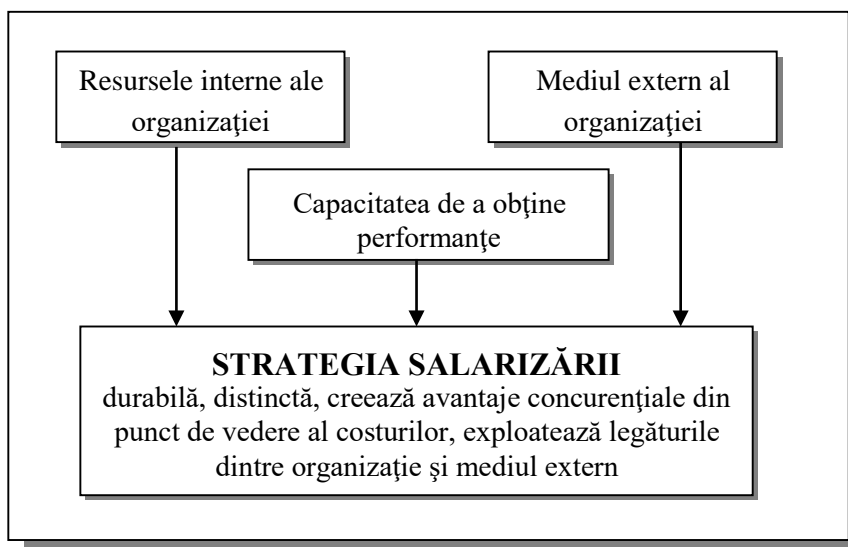 Resursele interne ale
organizaţiei
Mediul extern al
organizaţiei
Capacitatea de a obţine
performanţe
STRATEGIA SALARIZĂRII
durabilă, distinctă, creează avantaje concurenţiale din
punct de vedere al costurilor, exploatează legăturile
dintre organizaţie şi mediul extern